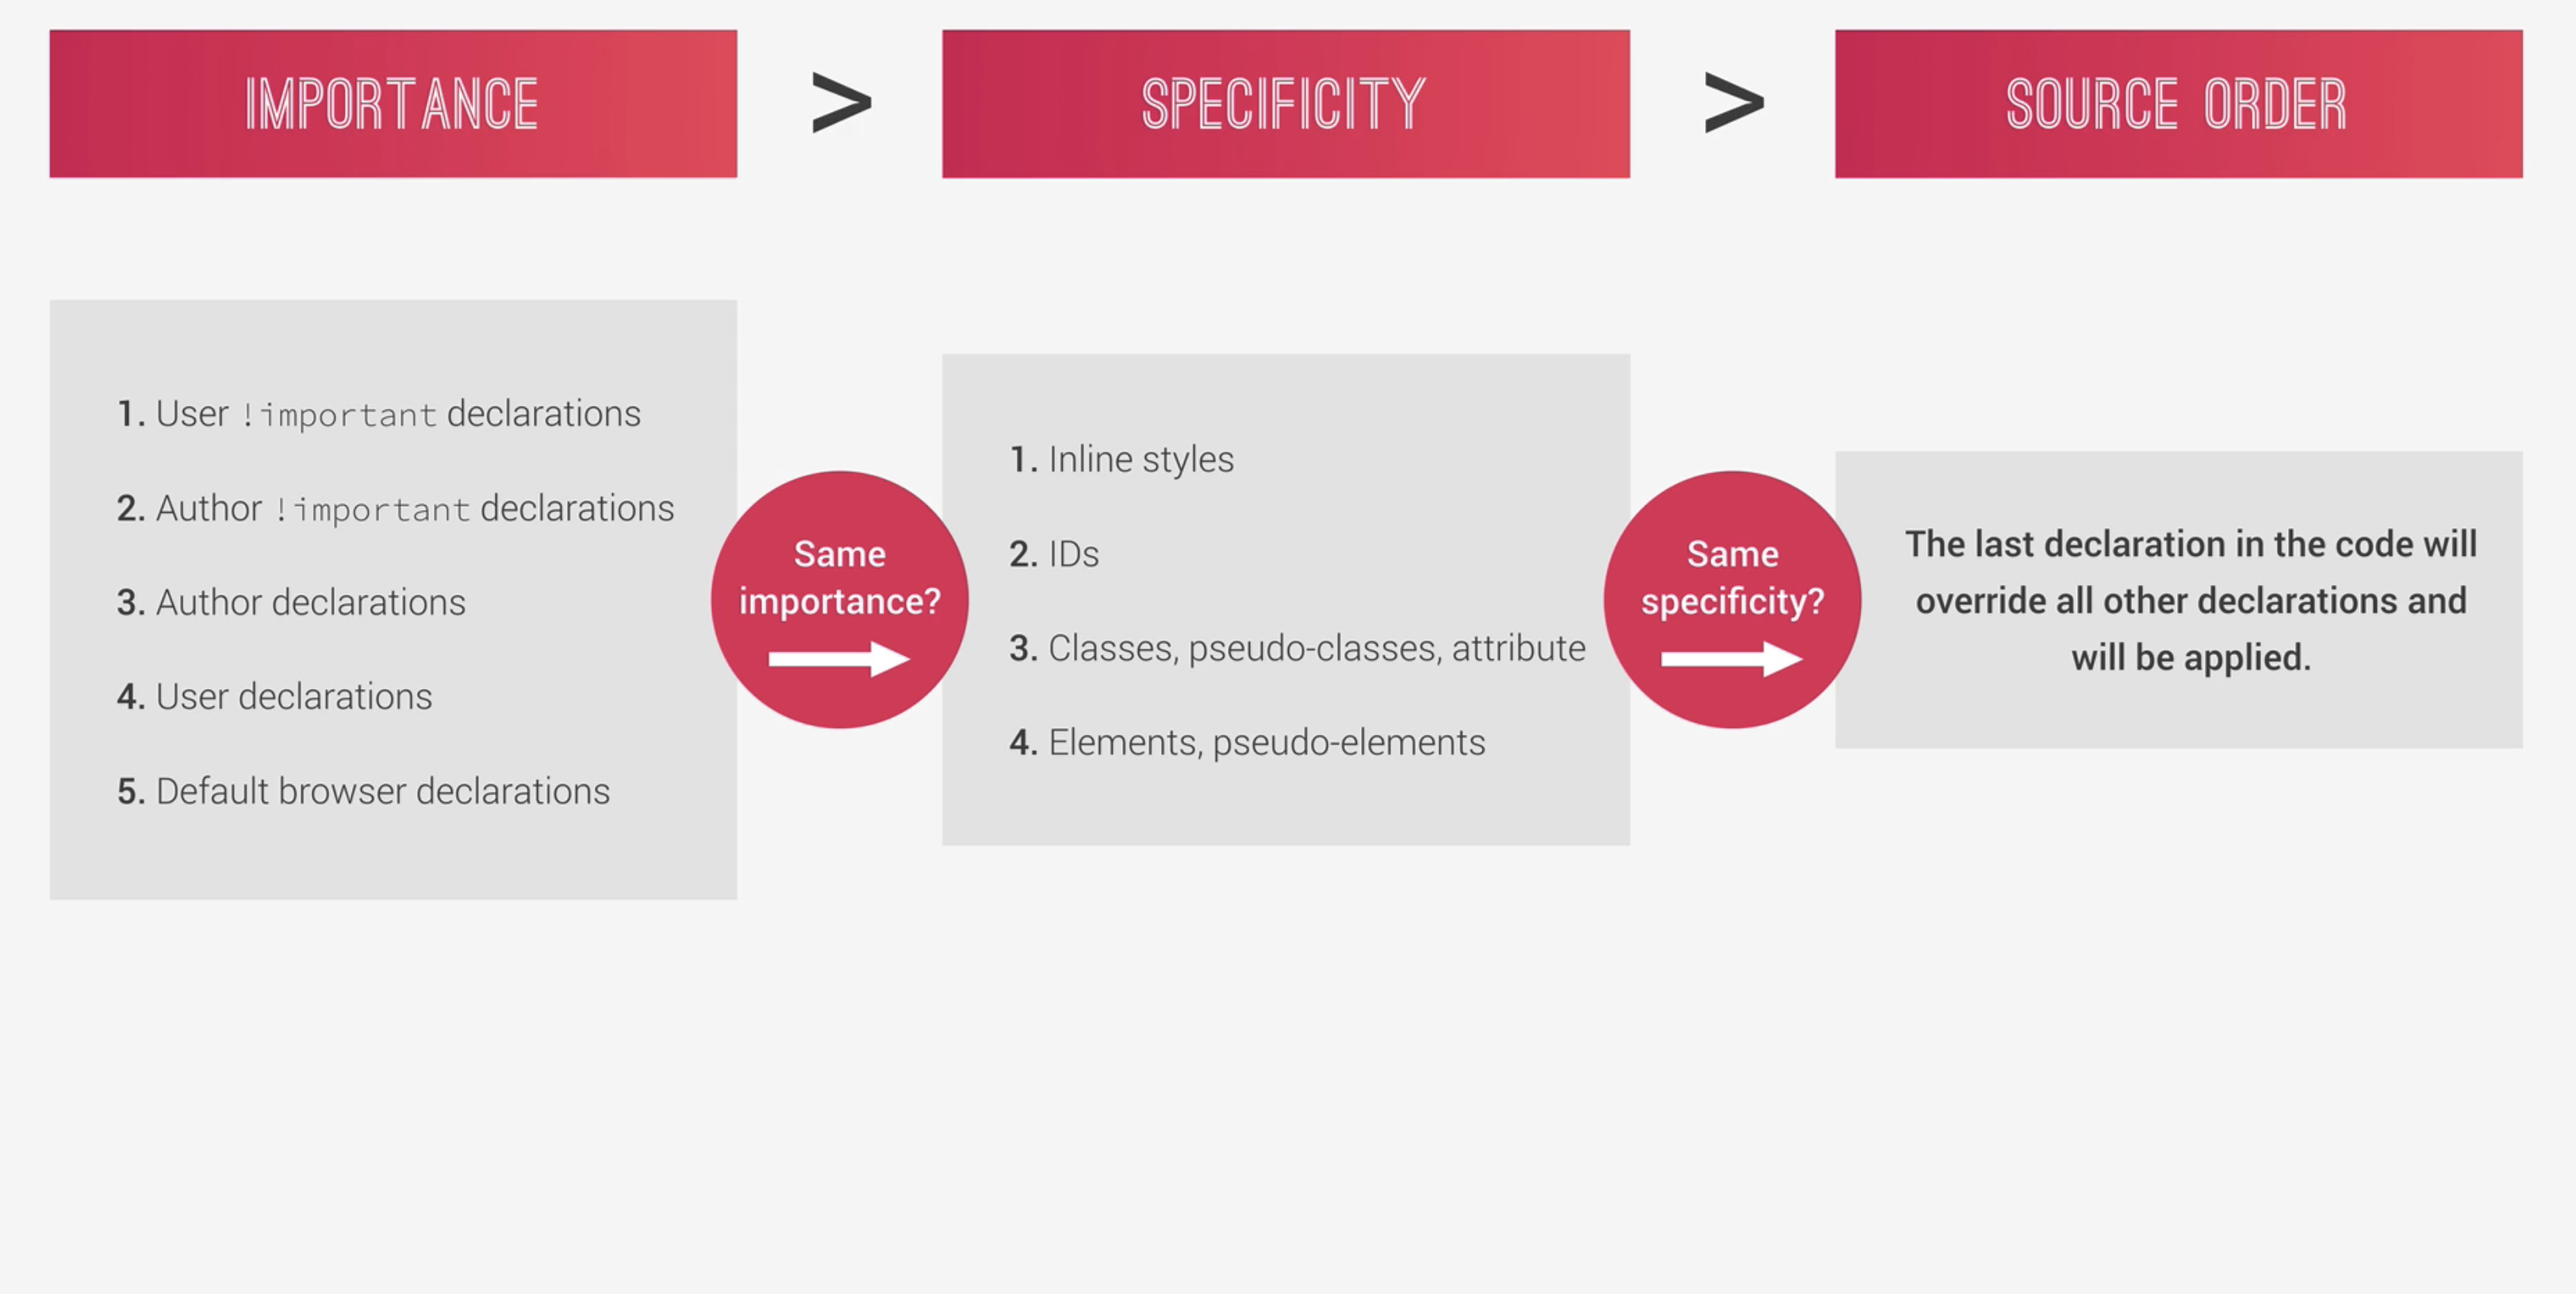 IMPORTANCE
>
SPECIFICITY
>
SOURCE ORDER
1. User !important declarations
2. Author !important declarations
3. Author declarations
4. User declarations
5. Default browser declarations
Same
importance?
1. Inline styles
2. IDs
3. Classes, pseudo-classes, attribute
4. Elements, pseudo-elements
Same
specificity?
The last declaration in the code will
override all other declarations and
will be applied.